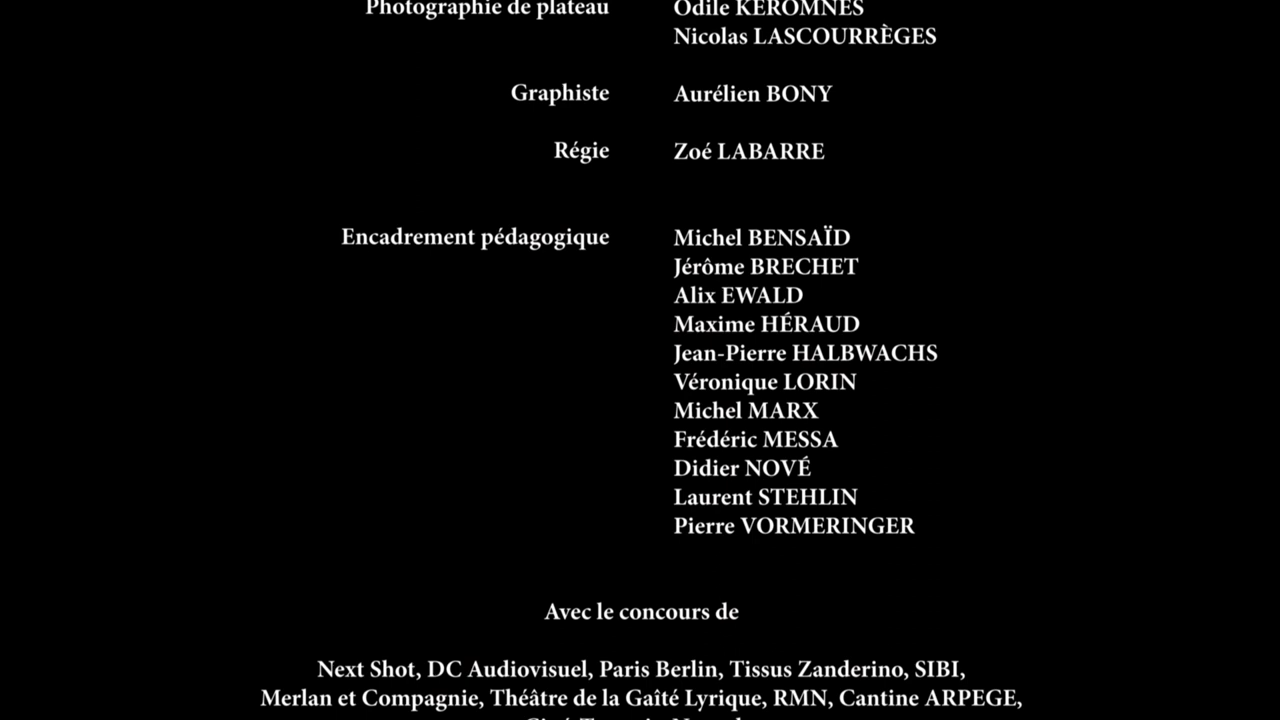 Photographie de plateau Odile KEROMNES
Nicolas LASCOURRÈGES
Graphiste Aurélien BONY
Régie Zoé LABARRE
Encadrement pédagogique Michel BENSAÏD
Jérôme BRECHET
Alix EWALD
Maxime HÉRAUD
Jean-Pierre HALBWACHS
Véronique LORIN
Michel MARX
Frédéric MESSA
Didier NOVÉ
Laurent STEHLIN
Pierre VORMERINGER
Avec le concours de
Next Shot, DC Audiovisuel, Paris Berlin, Tissus Zanderino, SIBI,
Merlan et Compagnie, Théâtre de la Gaîté Lyrique, RMN, Cantine ARPEGE,